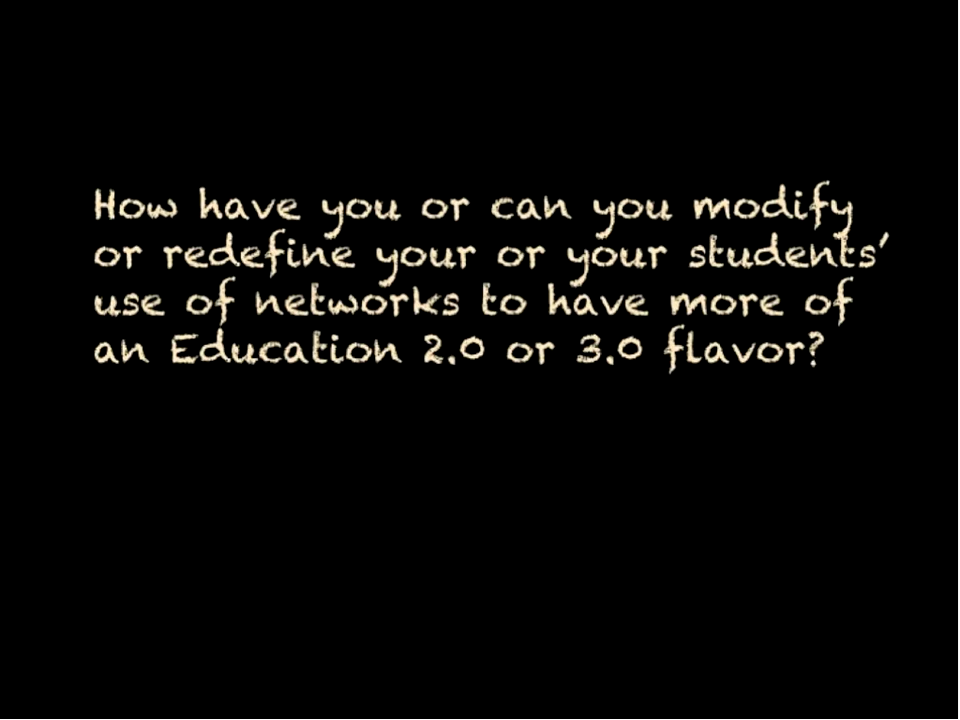 How have you or can you modify
or redefine your or your students'
use of networks to have more of
an Education 2.0 or 3.0 flavor?